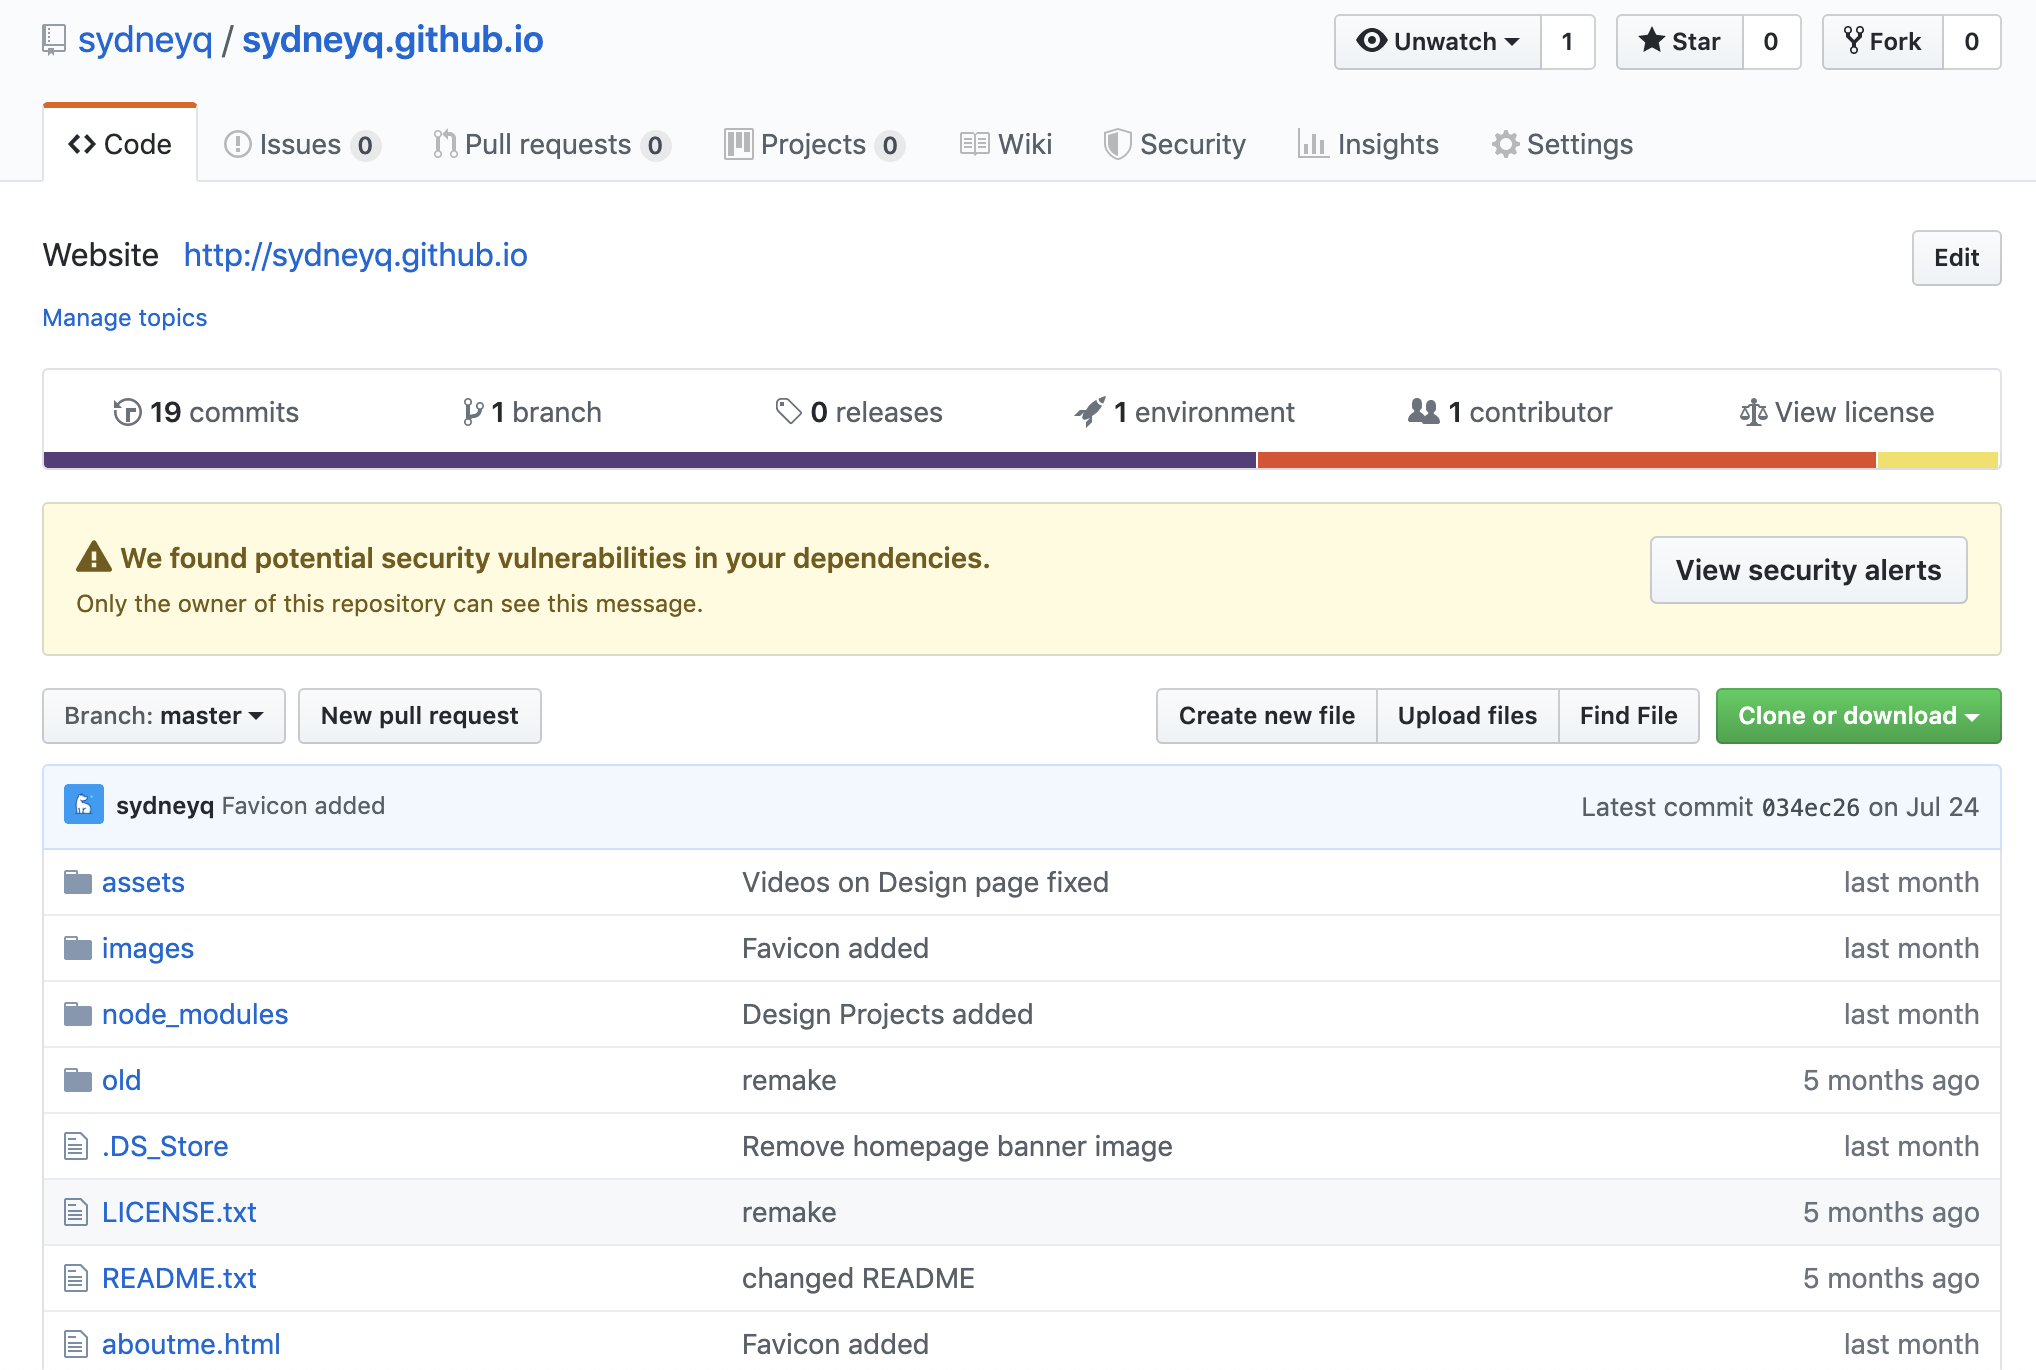 sydneyq / sydneyq.github.io Unwatch 1 Star 0 Fork 0
Code Issues 0 Pull requests 0 Projects 0 Wiki Security Insights Settings
Website http://sydneyq.github.io Edit
Manage topics
19 commits 1 branch 0 releases 1 environment 1 contributor View license
We found potential security vulnerabilities in your dependencies.
Only the owner of this repository can see this message.
View security alerts
Branch: master New pull request Create new file Upload files Find File Clone or download
sydneyq Favicon added Latest commit 034ec26 on Jul 24
assets Videos on Design page fixed last month
images Favicon added last month
node_modules Design Projects added last month
old remake 5 months ago
.DS_Store Remove homepage banner image last month
LICENSE.txt remake 5 months ago
README.txt changed README 5 months ago
aboutme.html Favicon added last month